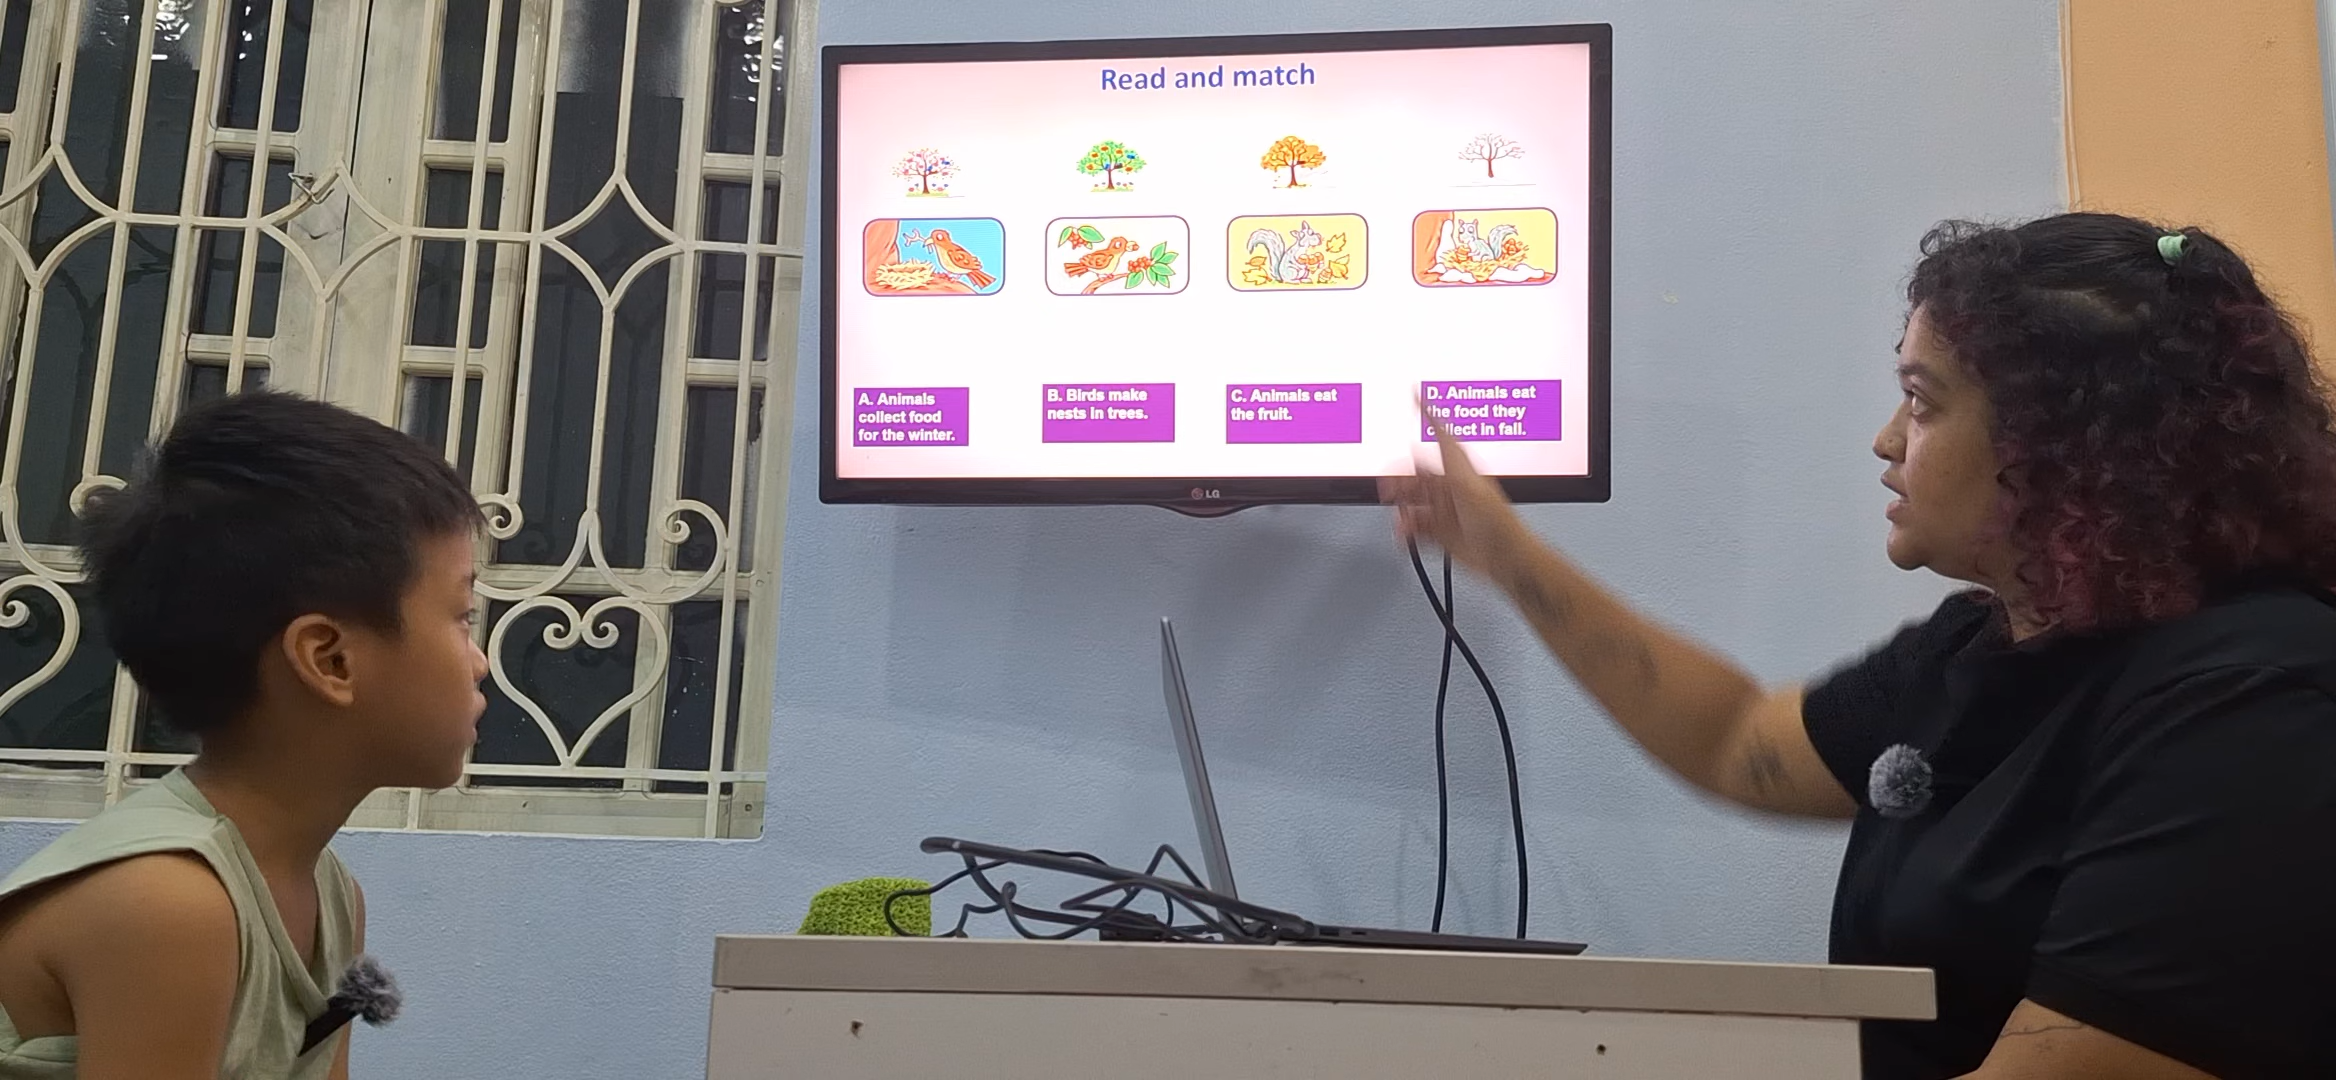 Read and match
A. Animals
collect food
for the winter.
B. Birds make
nests in trees.
C. Animals eat
the fruit.
D. Animals eat
the food they
collect in fall.
LG